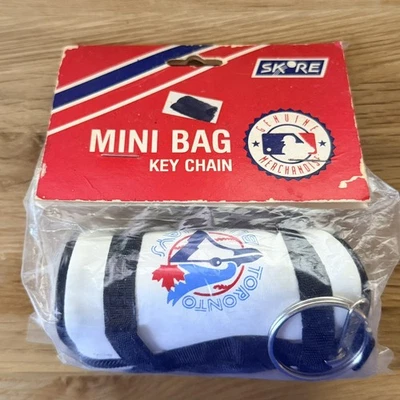 SKORE
MINI BAG
KEY CHAIN
GENUINE
MERCHANDISE
TORONTO